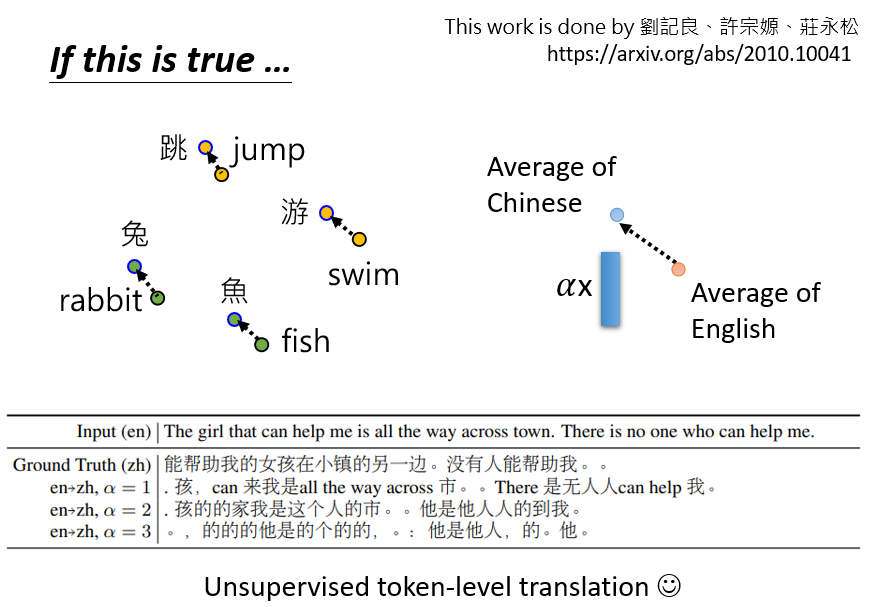 This work is done by 劉記良、許宗嫄、莊永松
https://arxiv.org/abs/2010.10041
If this is true …
跳 jump
游
swim
兔
rabbit
魚
fish
Average of
Chinese
𝛼x
Average of
English
Input (en) The girl that can help me is all the way across town. There is no one who can help me.
Ground Truth (zh) 能帮助我的女孩在小镇的另一边。没有人能帮助我。。
en→zh, α = 1 . 孩，can 来我是all the way across 市。。There 是无人人can help 我。
en→zh, α = 2 . 孩的的家我是这个人的市。。他是他人人的到我。
en→zh, α = 3 。，的的的他是的个的的，。：他是他人，的。他。
Unsupervised token-level translation ☺